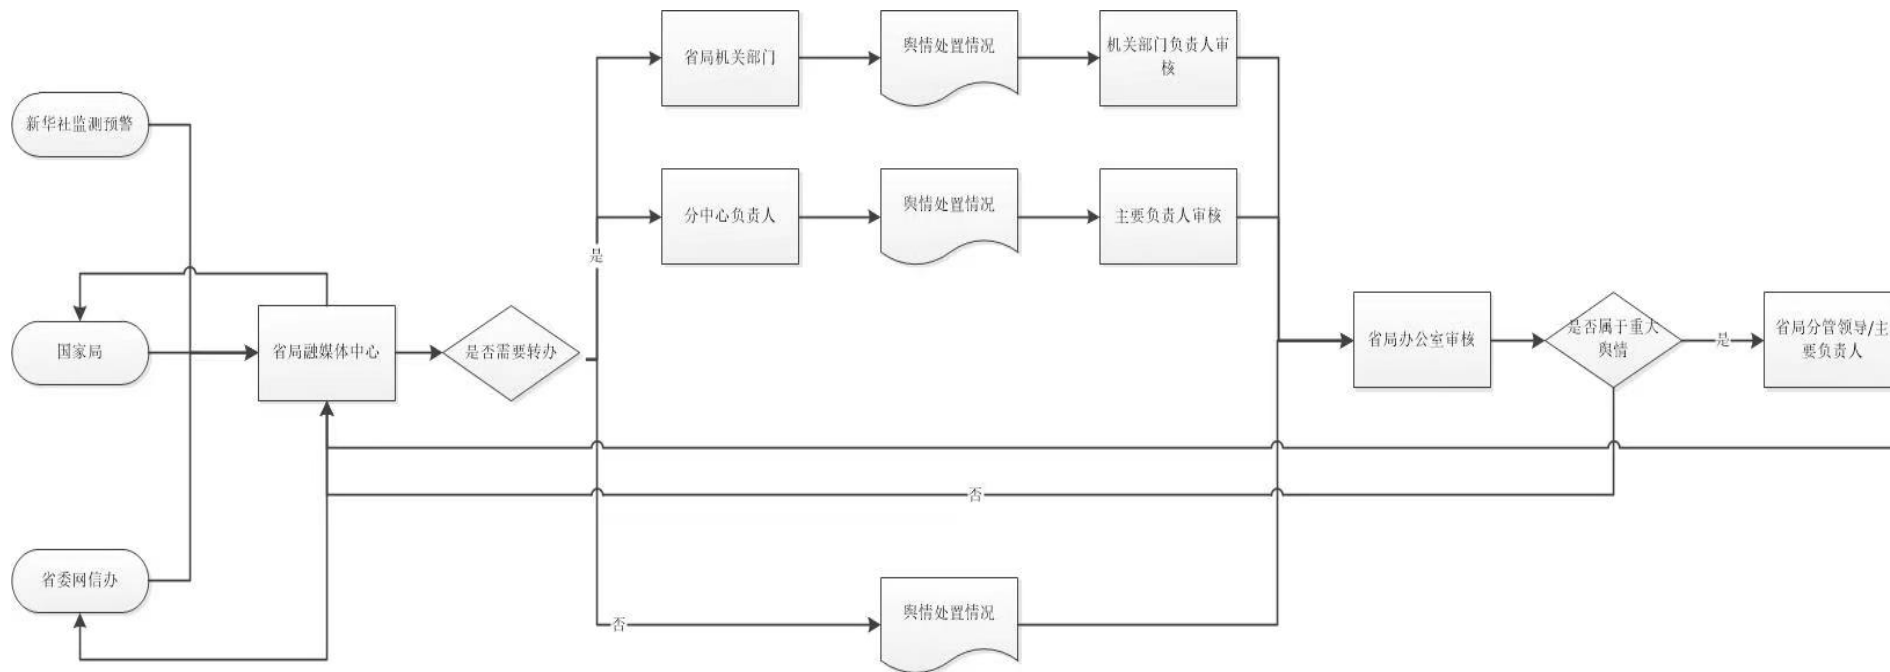 省局机关部门
舆情处置情况
机关部门负责人审
核
新华社监测预警
分中心负责人
舆情处置情况
主要负责人审核
是
国家局
省局融媒体中心
是否需要转办
省局办公室审核
是否属于重大
舆情
是
省局分管领导/主
要负责人
否
省委网信办
否
舆情处置情况